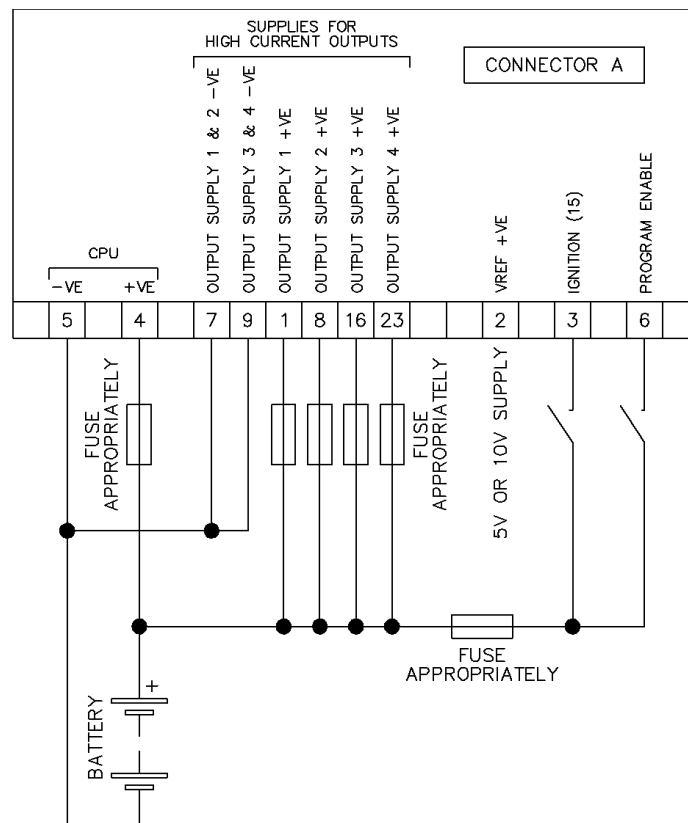 SUPPLIES FOR
HIGH CURRENT OUTPUTS
CONNECTOR A
CPU
-VE
+VE
OUTPUT SUPPLY 1 & 2 -VE
OUTPUT SUPPLY 3 & 4 -VE
OUTPUT SUPPLY 1 +VE
OUTPUT SUPPLY 2 +VE
OUTPUT SUPPLY 3 +VE
OUTPUT SUPPLY 4 +VE
VREF +VE
IGNITION (15)
PROGRAM ENABLE
5
4
7
9
1
8
16
23
2
3
6
FUSE
APPROPRIATELY
FUSE
APPROPRIATELY
5V OR 10V SUPPLY
FUSE
APPROPRIATELY
+
BATTERY